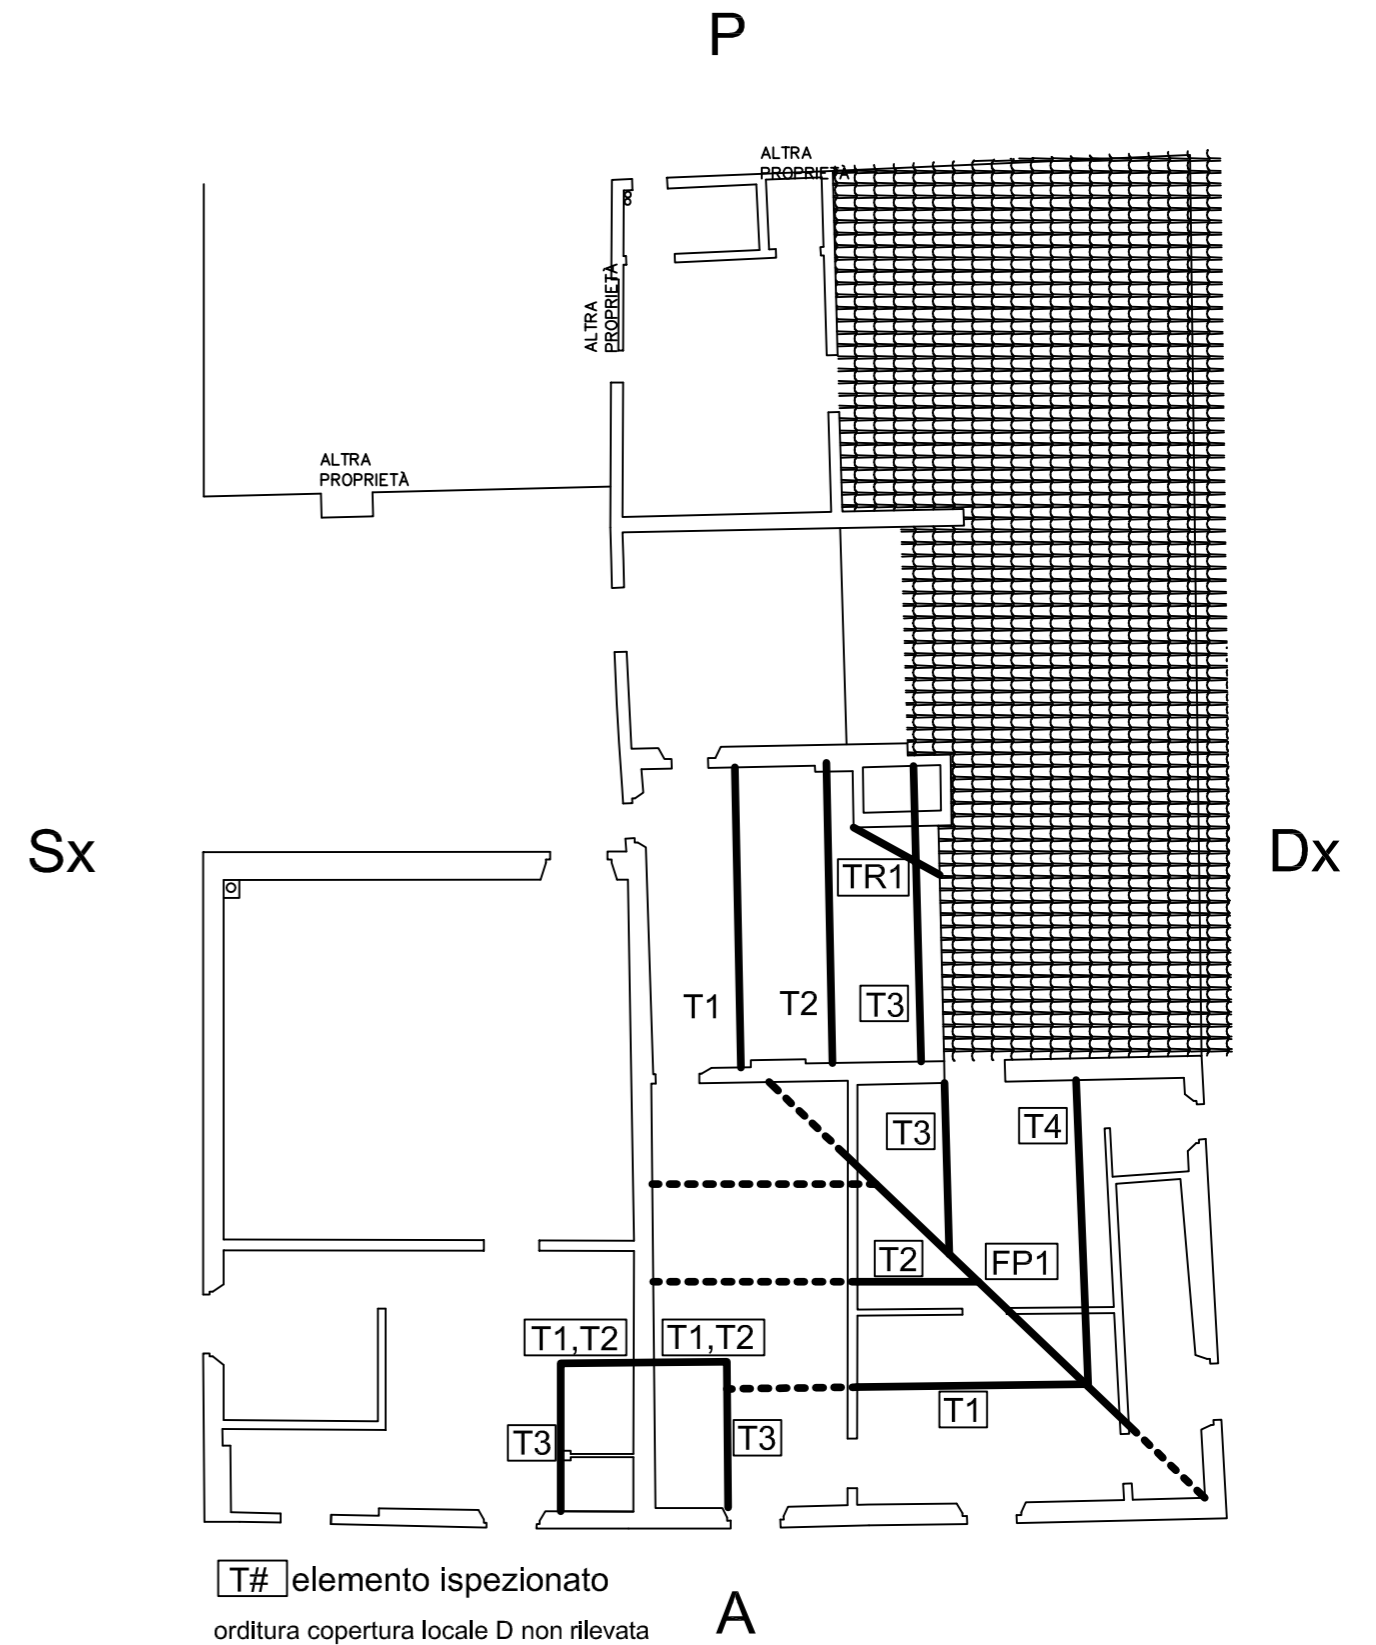 P
ALTRA
PROPRIETÀ
ALTRA
PROPRIETÀ
ALTRA
PROPRIETÀ
Sx
Dx
TR1
T1
T2
T3
T3
T4
T2
FP1
T1,T2
T1,T2
T1
T3
T3
T# elemento ispezionato
orditura copertura locale D non rilevata
A